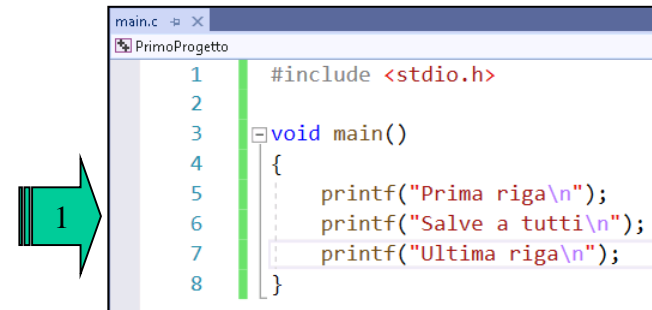 main.c
PrimoProgetto
1 #include <stdio.h>
2
3 void main()
4 {
5 printf("Prima riga\n");
1
6 printf("Salve a tutti\n");
7 printf("Ultima riga\n");
8 }